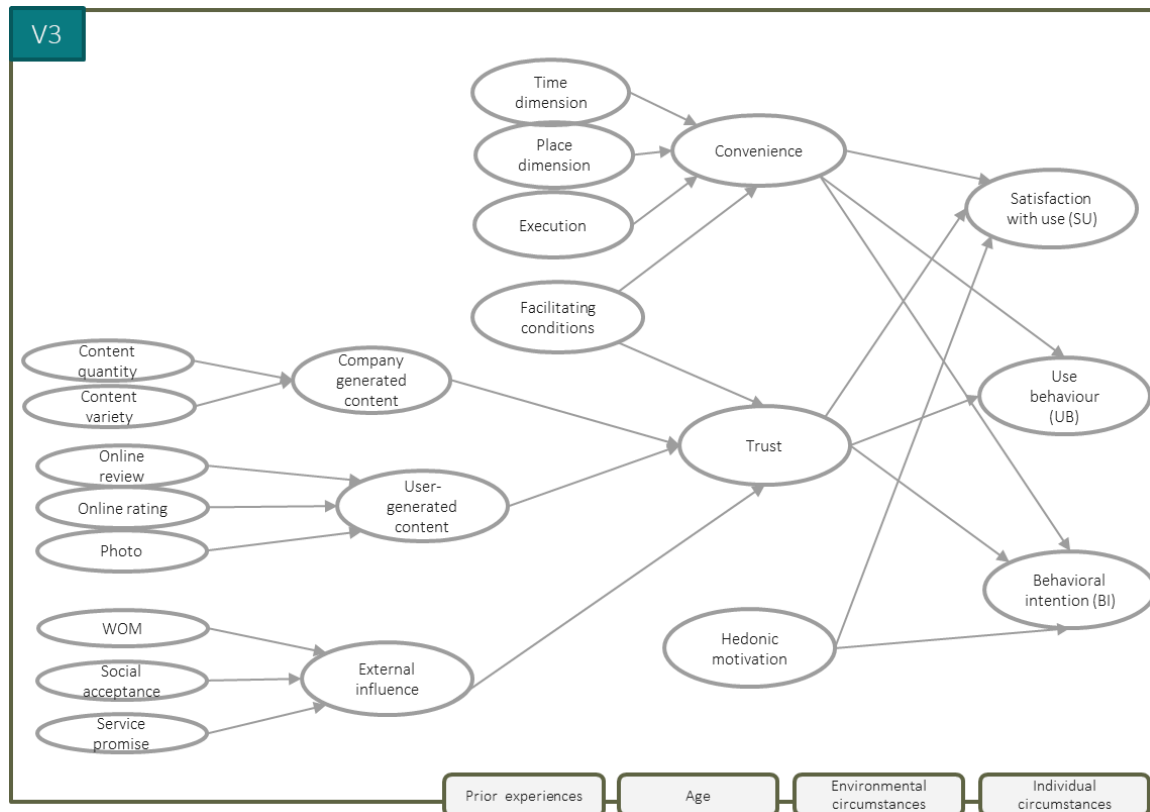 V3
Time
dimension
Place
dimension
Execution
Facilitating
conditions
Convenience
Satisfaction
with use (SU)
Content
quantity
Content
variety
Company
generated
content
Use
behaviour
(UB)
Online
review
Online rating
Photo
User-
generated
content
Trust
Behavioral
intention (BI)
WOM
Social
acceptance
Service
promise
External
influence
Hedonic
motivation
Prior experiences
Age
Environmental
circumstances
Individual
circumstances